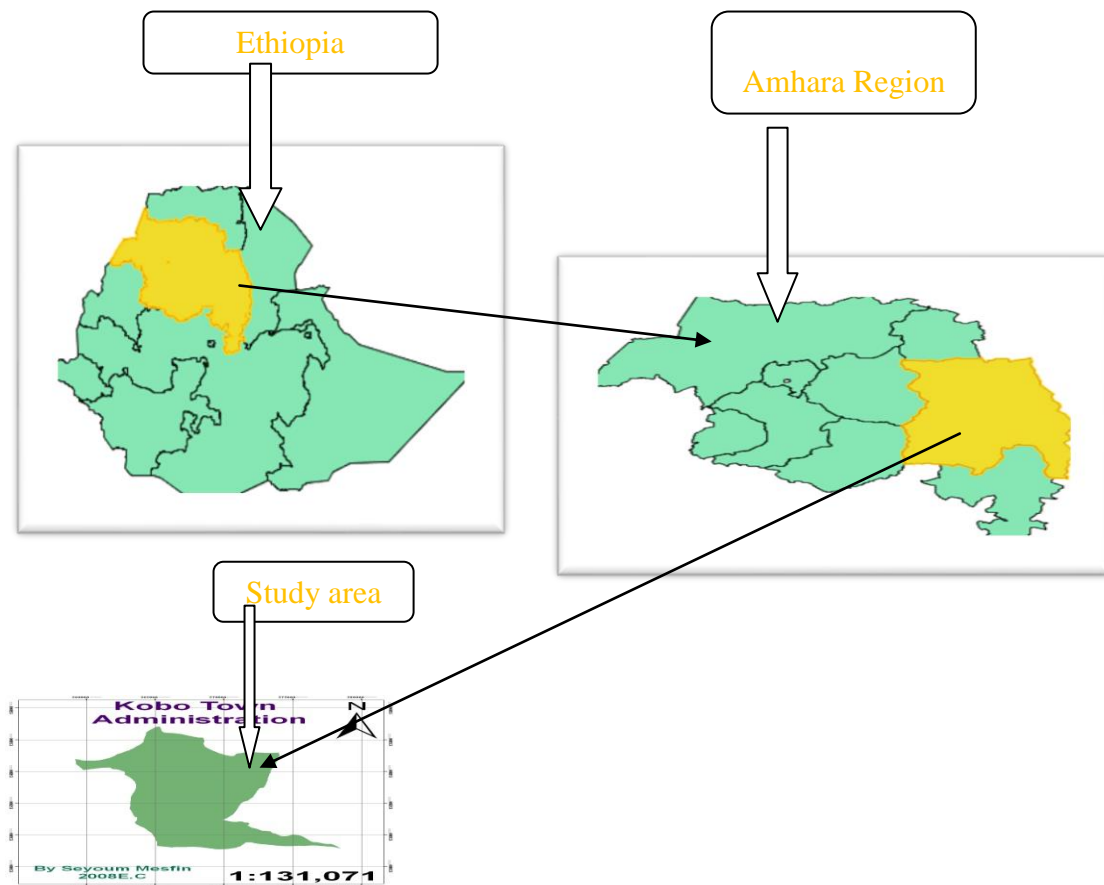 Ethiopia
Amhara Region
Study area
Kobo Town
Administration
N
By Seyoum Mesfin
2008E.C
1:131,071